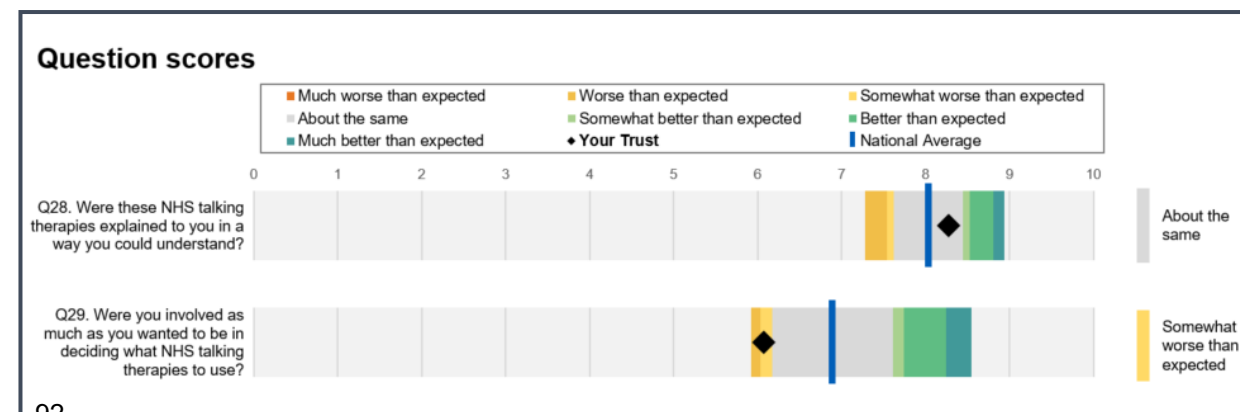 Question scores
Much worse than expected
Worse than expected
Somewhat worse than expected
About the same
Somewhat better than expected
Better than expected
Much better than expected
Your Trust
National Average
0 1 2 3 4 5 6 7 8 9 10
Q28. Were these NHS talking
therapies explained to you in a
way you could understand?
About the
same
Q29. Were you involved as
much as you wanted to be in
deciding what NHS talking
therapies to use?
Somewhat
worse than
expected